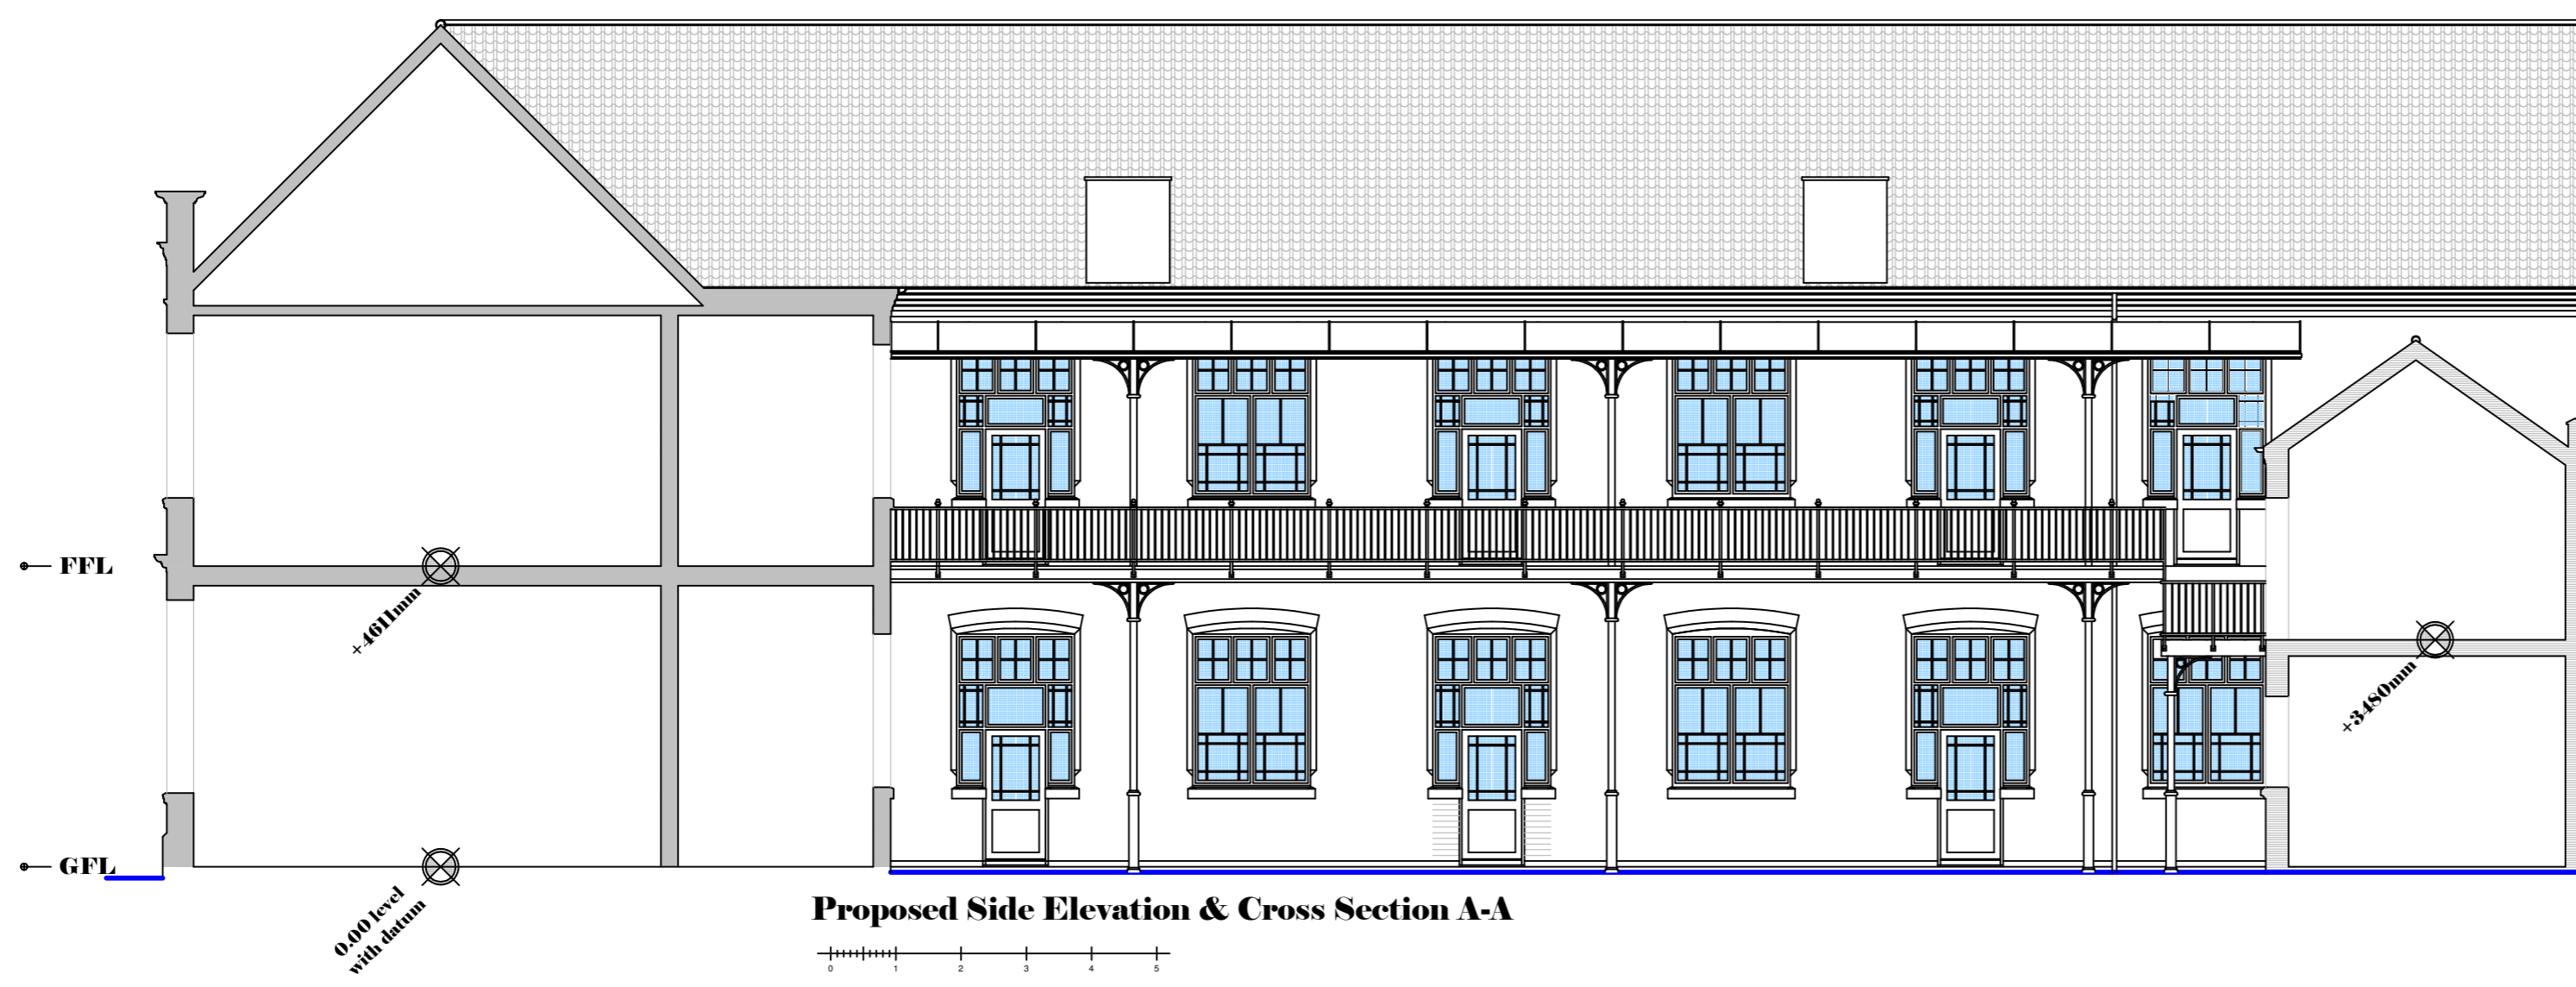 FFL
+4611mm
+3480mm
GFL
0.00 level
with datum
Proposed Side Elevation & Cross Section A-A
0 1 2 3 4 5